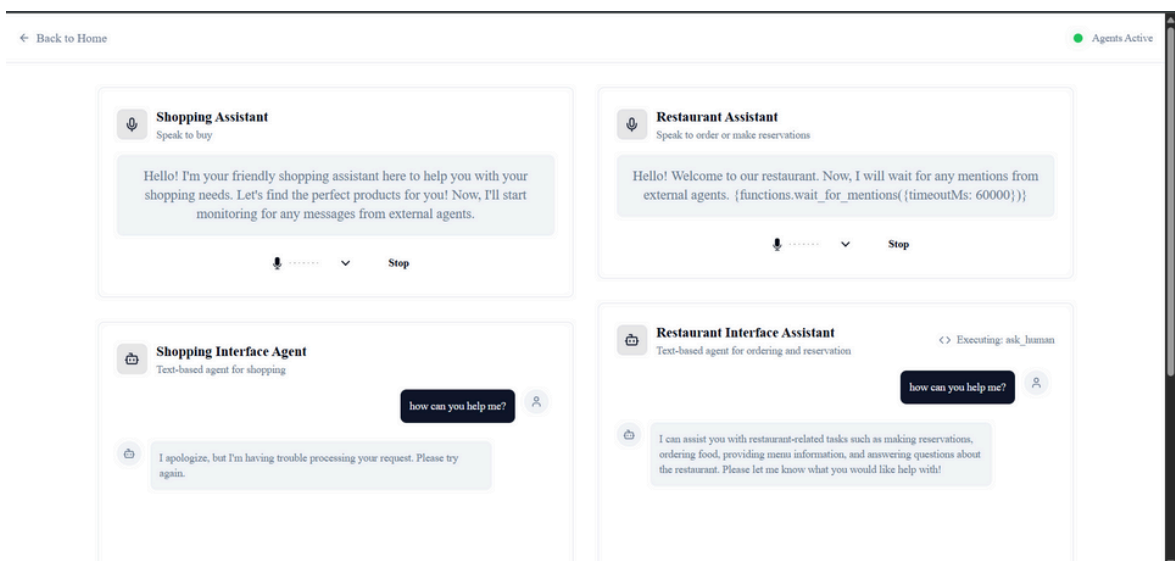 ← Back to Home
Agents Active
Shopping Assistant
Speak to buy
Hello! I'm your friendly shopping assistant here to help you with your
shopping needs. Let's find the perfect products for you! Now, I'll start
monitoring for any messages from external agents.
Stop
Restaurant Assistant
Speak to order or make reservations
Hello! Welcome to our restaurant. Now, I will wait for any mentions from
external agents. {functions.wait_for_mentions({timeoutMs: 60000})}
Stop
Shopping Interface Agent
Text-based agent for shopping
how can you help me?
I apologize, but I'm having trouble processing your request. Please try
again.
Restaurant Interface Assistant
Text-based agent for ordering and reservation
<> Executing: ask_human
how can you help me?
I can assist you with restaurant-related tasks such as making reservations,
ordering food, providing menu information, and answering questions about
the restaurant. Please let me know what you would like help with!